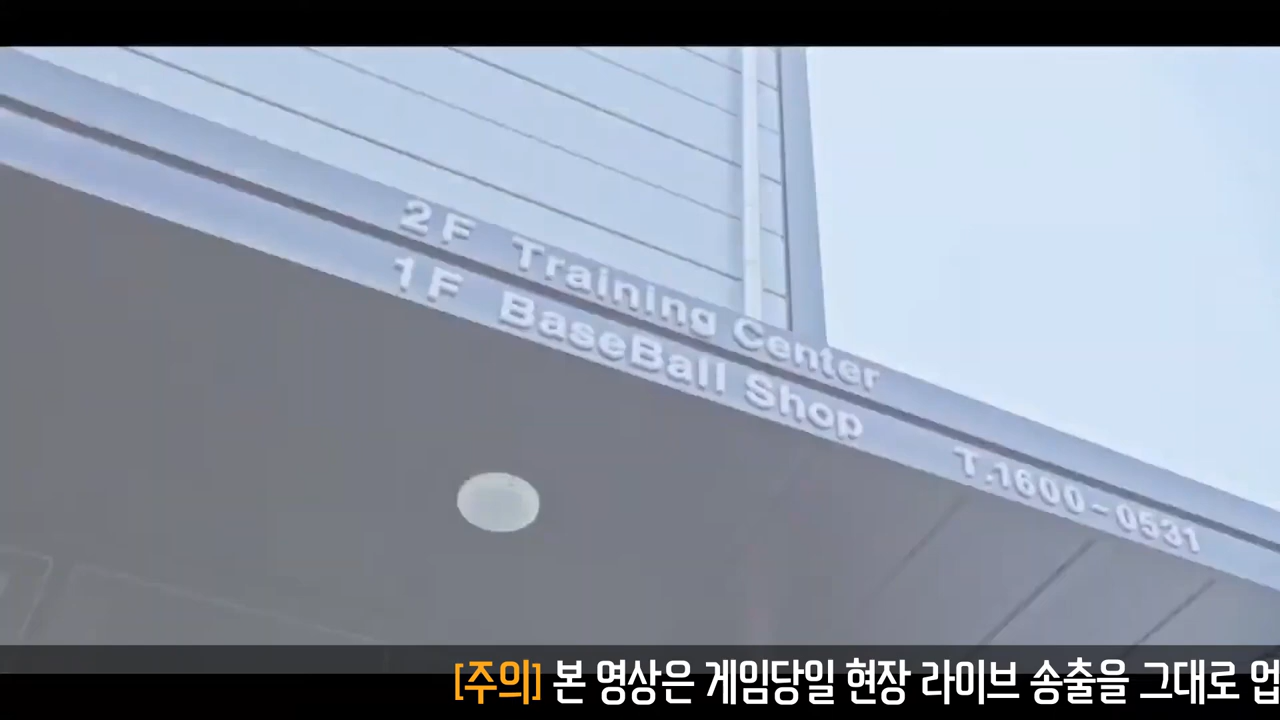 2F Training Center
1F BaseBall Shop T.1600-0531
[주의] 본 영상은 게임당일 현장 라이브 송출을 그대로 업